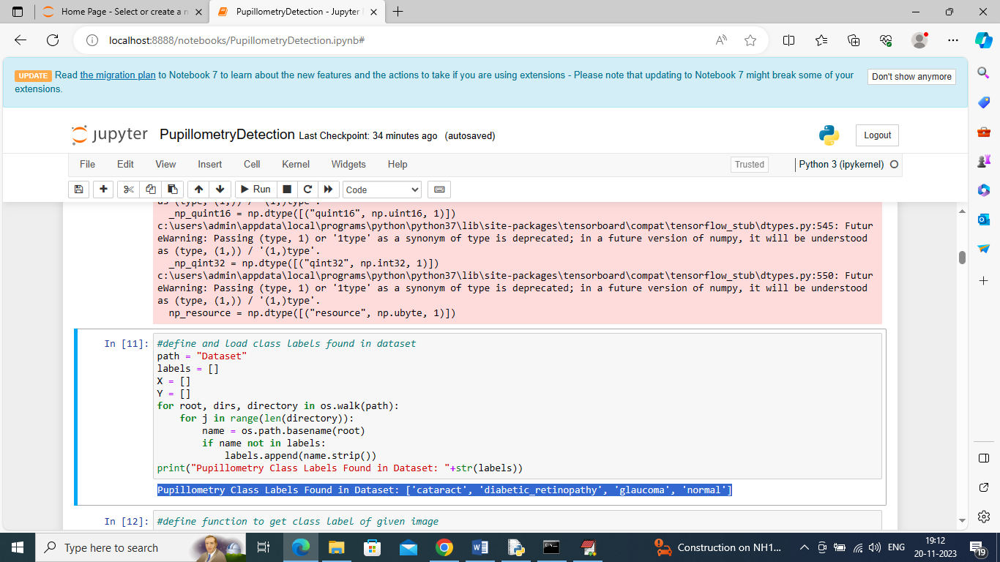 Home Page - Select or create a n
PupillometryDetection - Jupyter
localhost:8888/notebooks/PupillometryDetection.ipynb#
UPDATE Read the migration plan to Notebook 7 to learn about the new features and the actions to take if you are using extensions - Please note that updating to Notebook 7 might break some of your
extensions.
Don't show anymore
jupyter PupillometryDetection Last Checkpoint: 34 minutes ago (autosaved)
Logout
File Edit View Insert Cell Kernel Widgets Help
Trusted
Python 3 (ipykernel)
Run
Code
as (type, (1,)) / '(1,)type'.
  _np_quint16 = np.dtype([("quint16", np.uint16, 1)])
c:\users\admin\appdata\local\programs\python\python37\lib\site-packages\tensorboard\compat\tensorflow_stub\dtypes.py:545: Futur
eWarning: Passing (type, 1) or '1type' as a synonym of type is deprecated; in a future version of numpy, it will be understood
as (type, (1,)) / '(1,)type'.
  _np_qint32 = np.dtype([("qint32", np.int32, 1)])
c:\users\admin\appdata\local\programs\python\python37\lib\site-packages\tensorboard\compat\tensorflow_stub\dtypes.py:550: Futur
eWarning: Passing (type, 1) or '1type' as a synonym of type is deprecated; in a future version of numpy, it will be understood
as (type, (1,)) / '(1,)type'.
  np_resource = np.dtype([("resource", np.ubyte, 1)])
In [11]: #define and load class labels found in dataset
path = "Dataset"
labels = []
X = []
Y = []
for root, dirs, directory in os.walk(path):
    for j in range(len(directory)):
        name = os.path.basename(root)
        if name not in labels:
            labels.append(name.strip())
print("Pupillometry Class Labels Found in Dataset: "+str(labels))
Pupillometry Class Labels Found in Dataset: ['cataract', 'diabetic_retinopathy', 'glaucoma', 'normal']
In [12]: #define function to get class label of given image
Type here to search
Construction on NH1...
ENG
19:12
20-11-2023
19